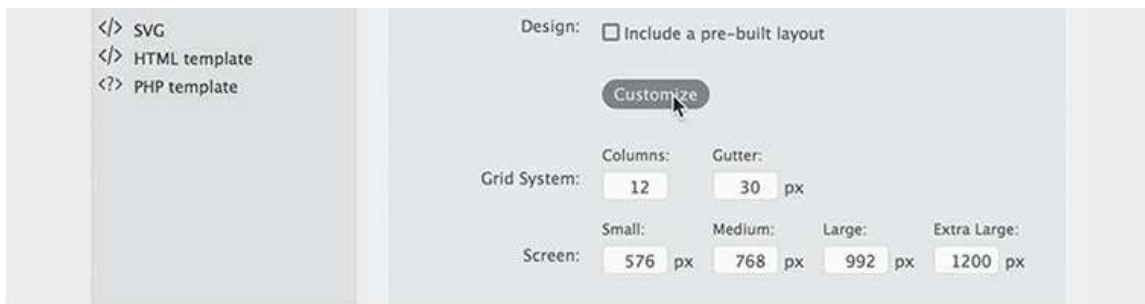 </> SVG
</> HTML template
<?> PHP template
Design: Include a pre-built layout
Customize
Columns: Gutter:
Grid System: 12 30 px
Small: Medium: Large: Extra Large:
Screen: 576 px 768 px 992 px 1200 px